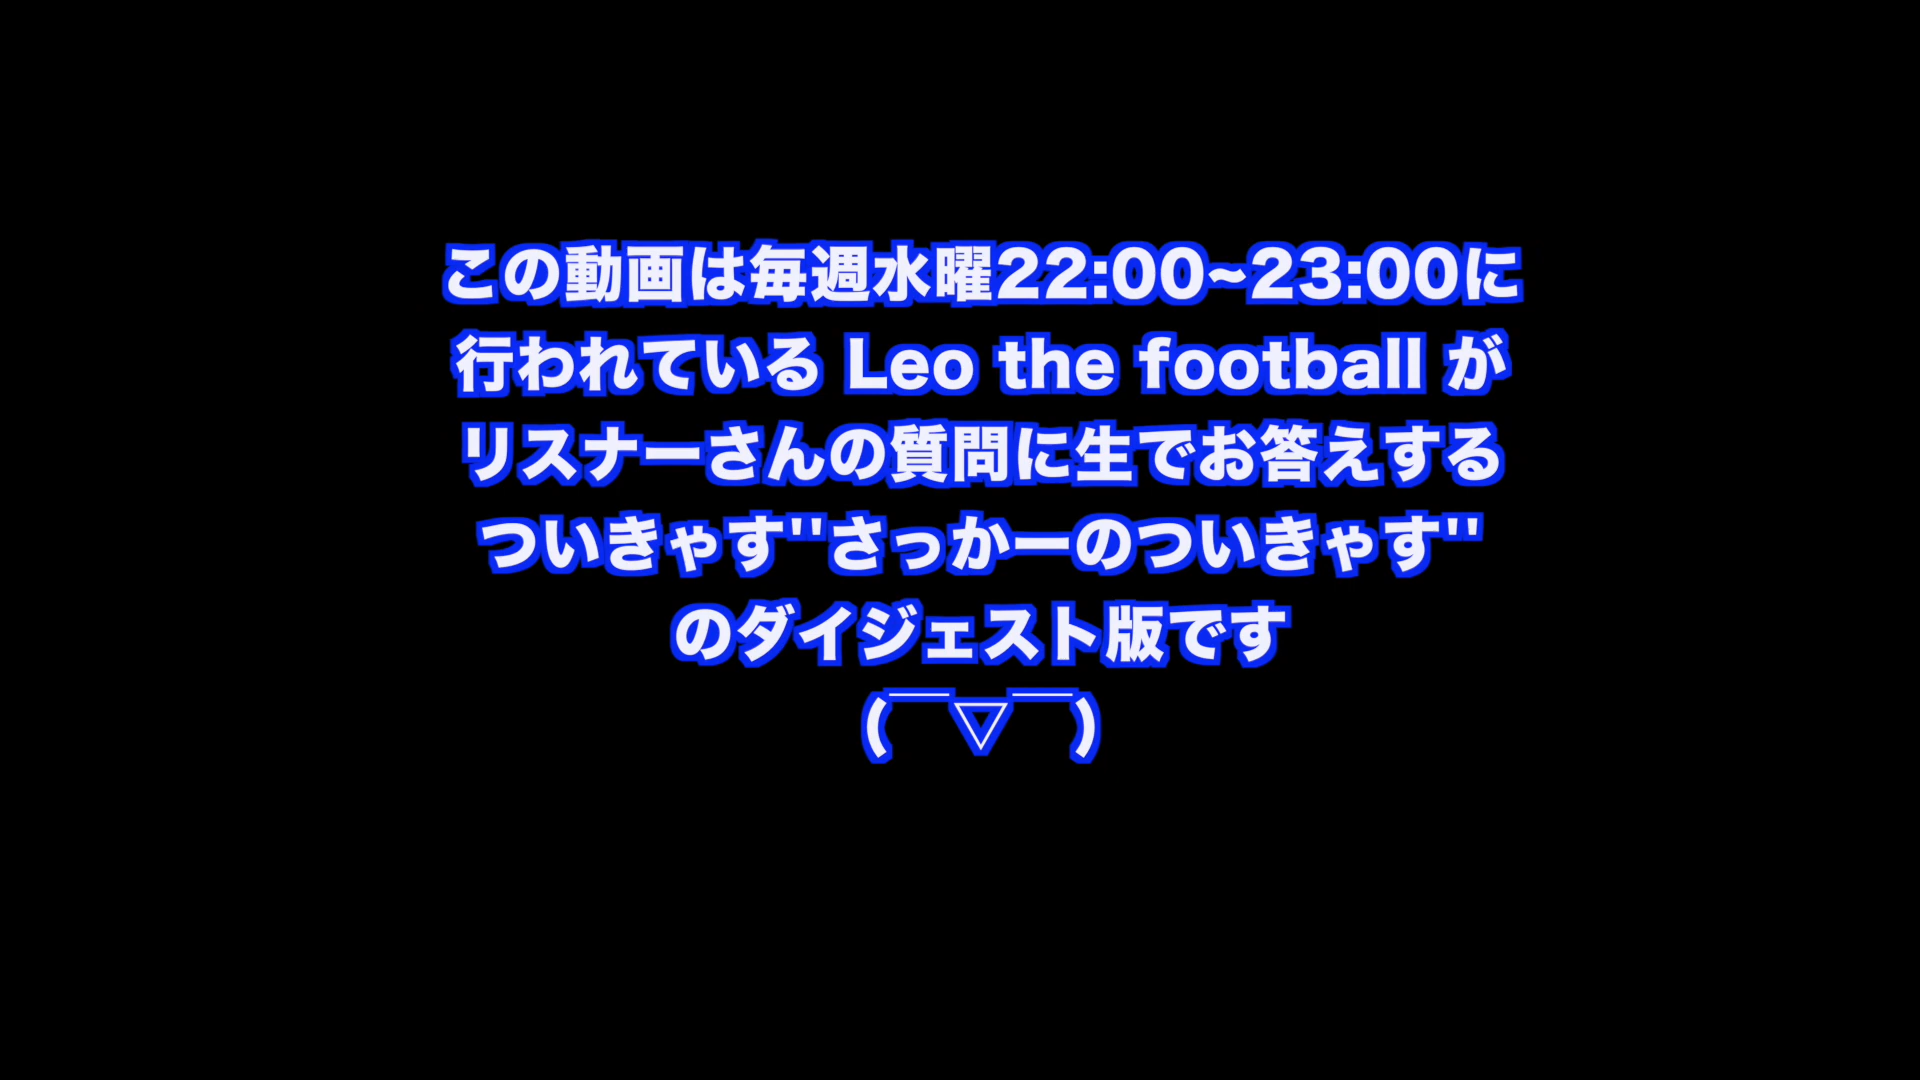 この動画は毎週水曜22:00~23:00に
行われている Leo the football が
リスナーさんの質問に生でお答えする
ついきゃす"さっかーのついきゃす"
のダイジェスト版です
(￣▽￣)